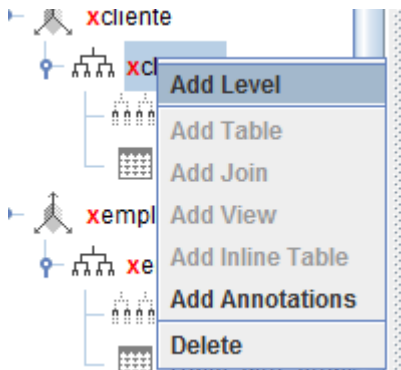 xcliente
xcl
Add Level
Add Table
Add Join
xempl
Add View
xe
Add Inline Table
Add Annotations
Delete